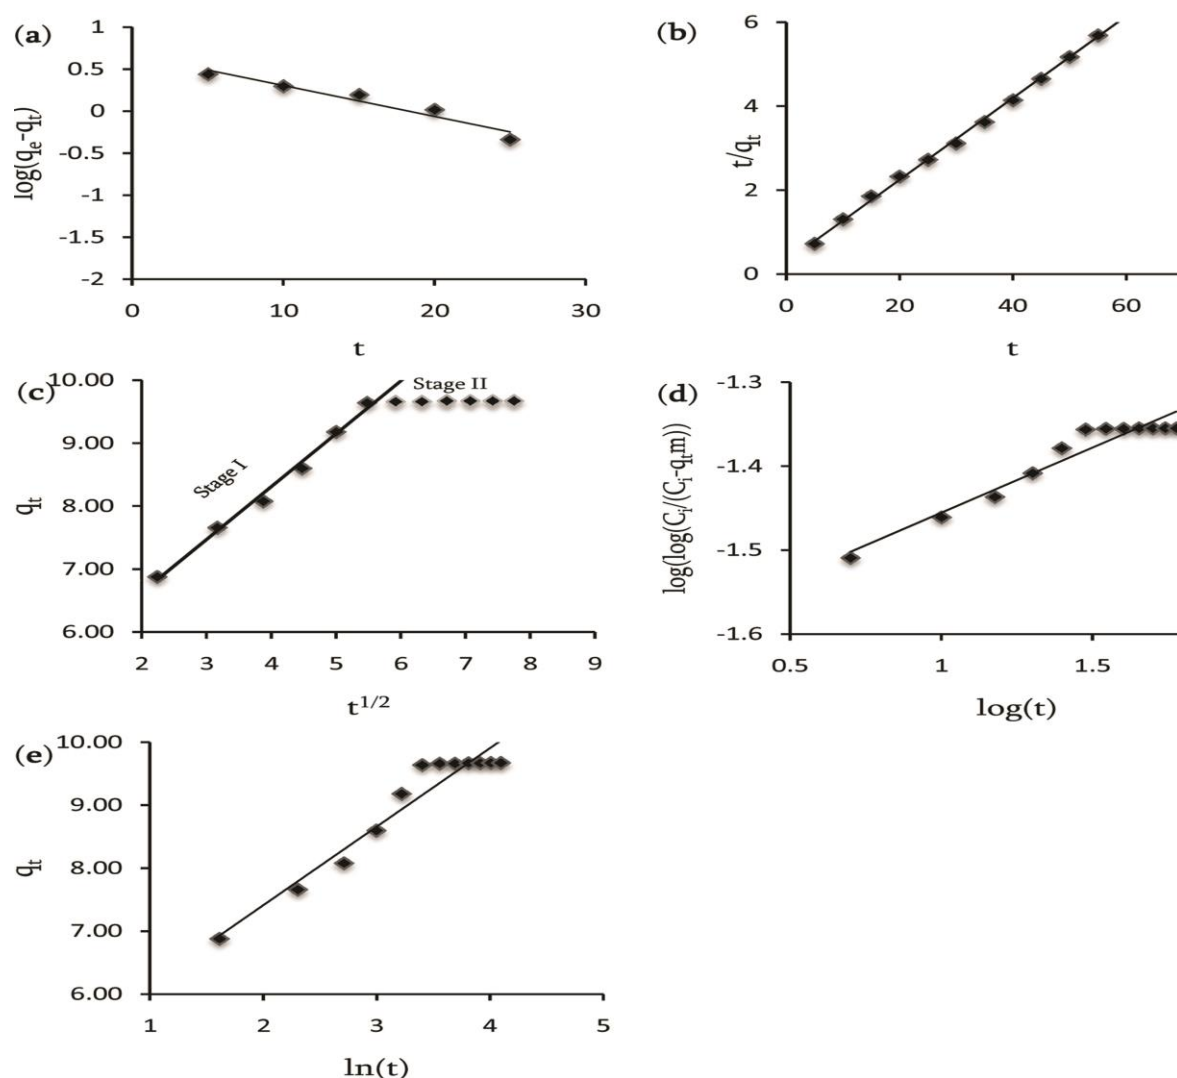 (a)
1
0.5
0
-0.5
-1
-1.5
-2
log(qe-qt)
0 10 20 30
t
(b)
6
4
2
0
t/qt
0 20 40 60
t
(c)
10.00
9.00
8.00
7.00
6.00
qt
Stage I
Stage II
2 3 4 5 6 7 8 9
t1/2
(d)
-1.3
-1.4
-1.5
-1.6
log(log(Ci/(Ci-qtm))
0.5 1 1.5
log(t)
(e)
10.00
9.00
8.00
7.00
6.00
qt
1 2 3 4 5
ln(t)